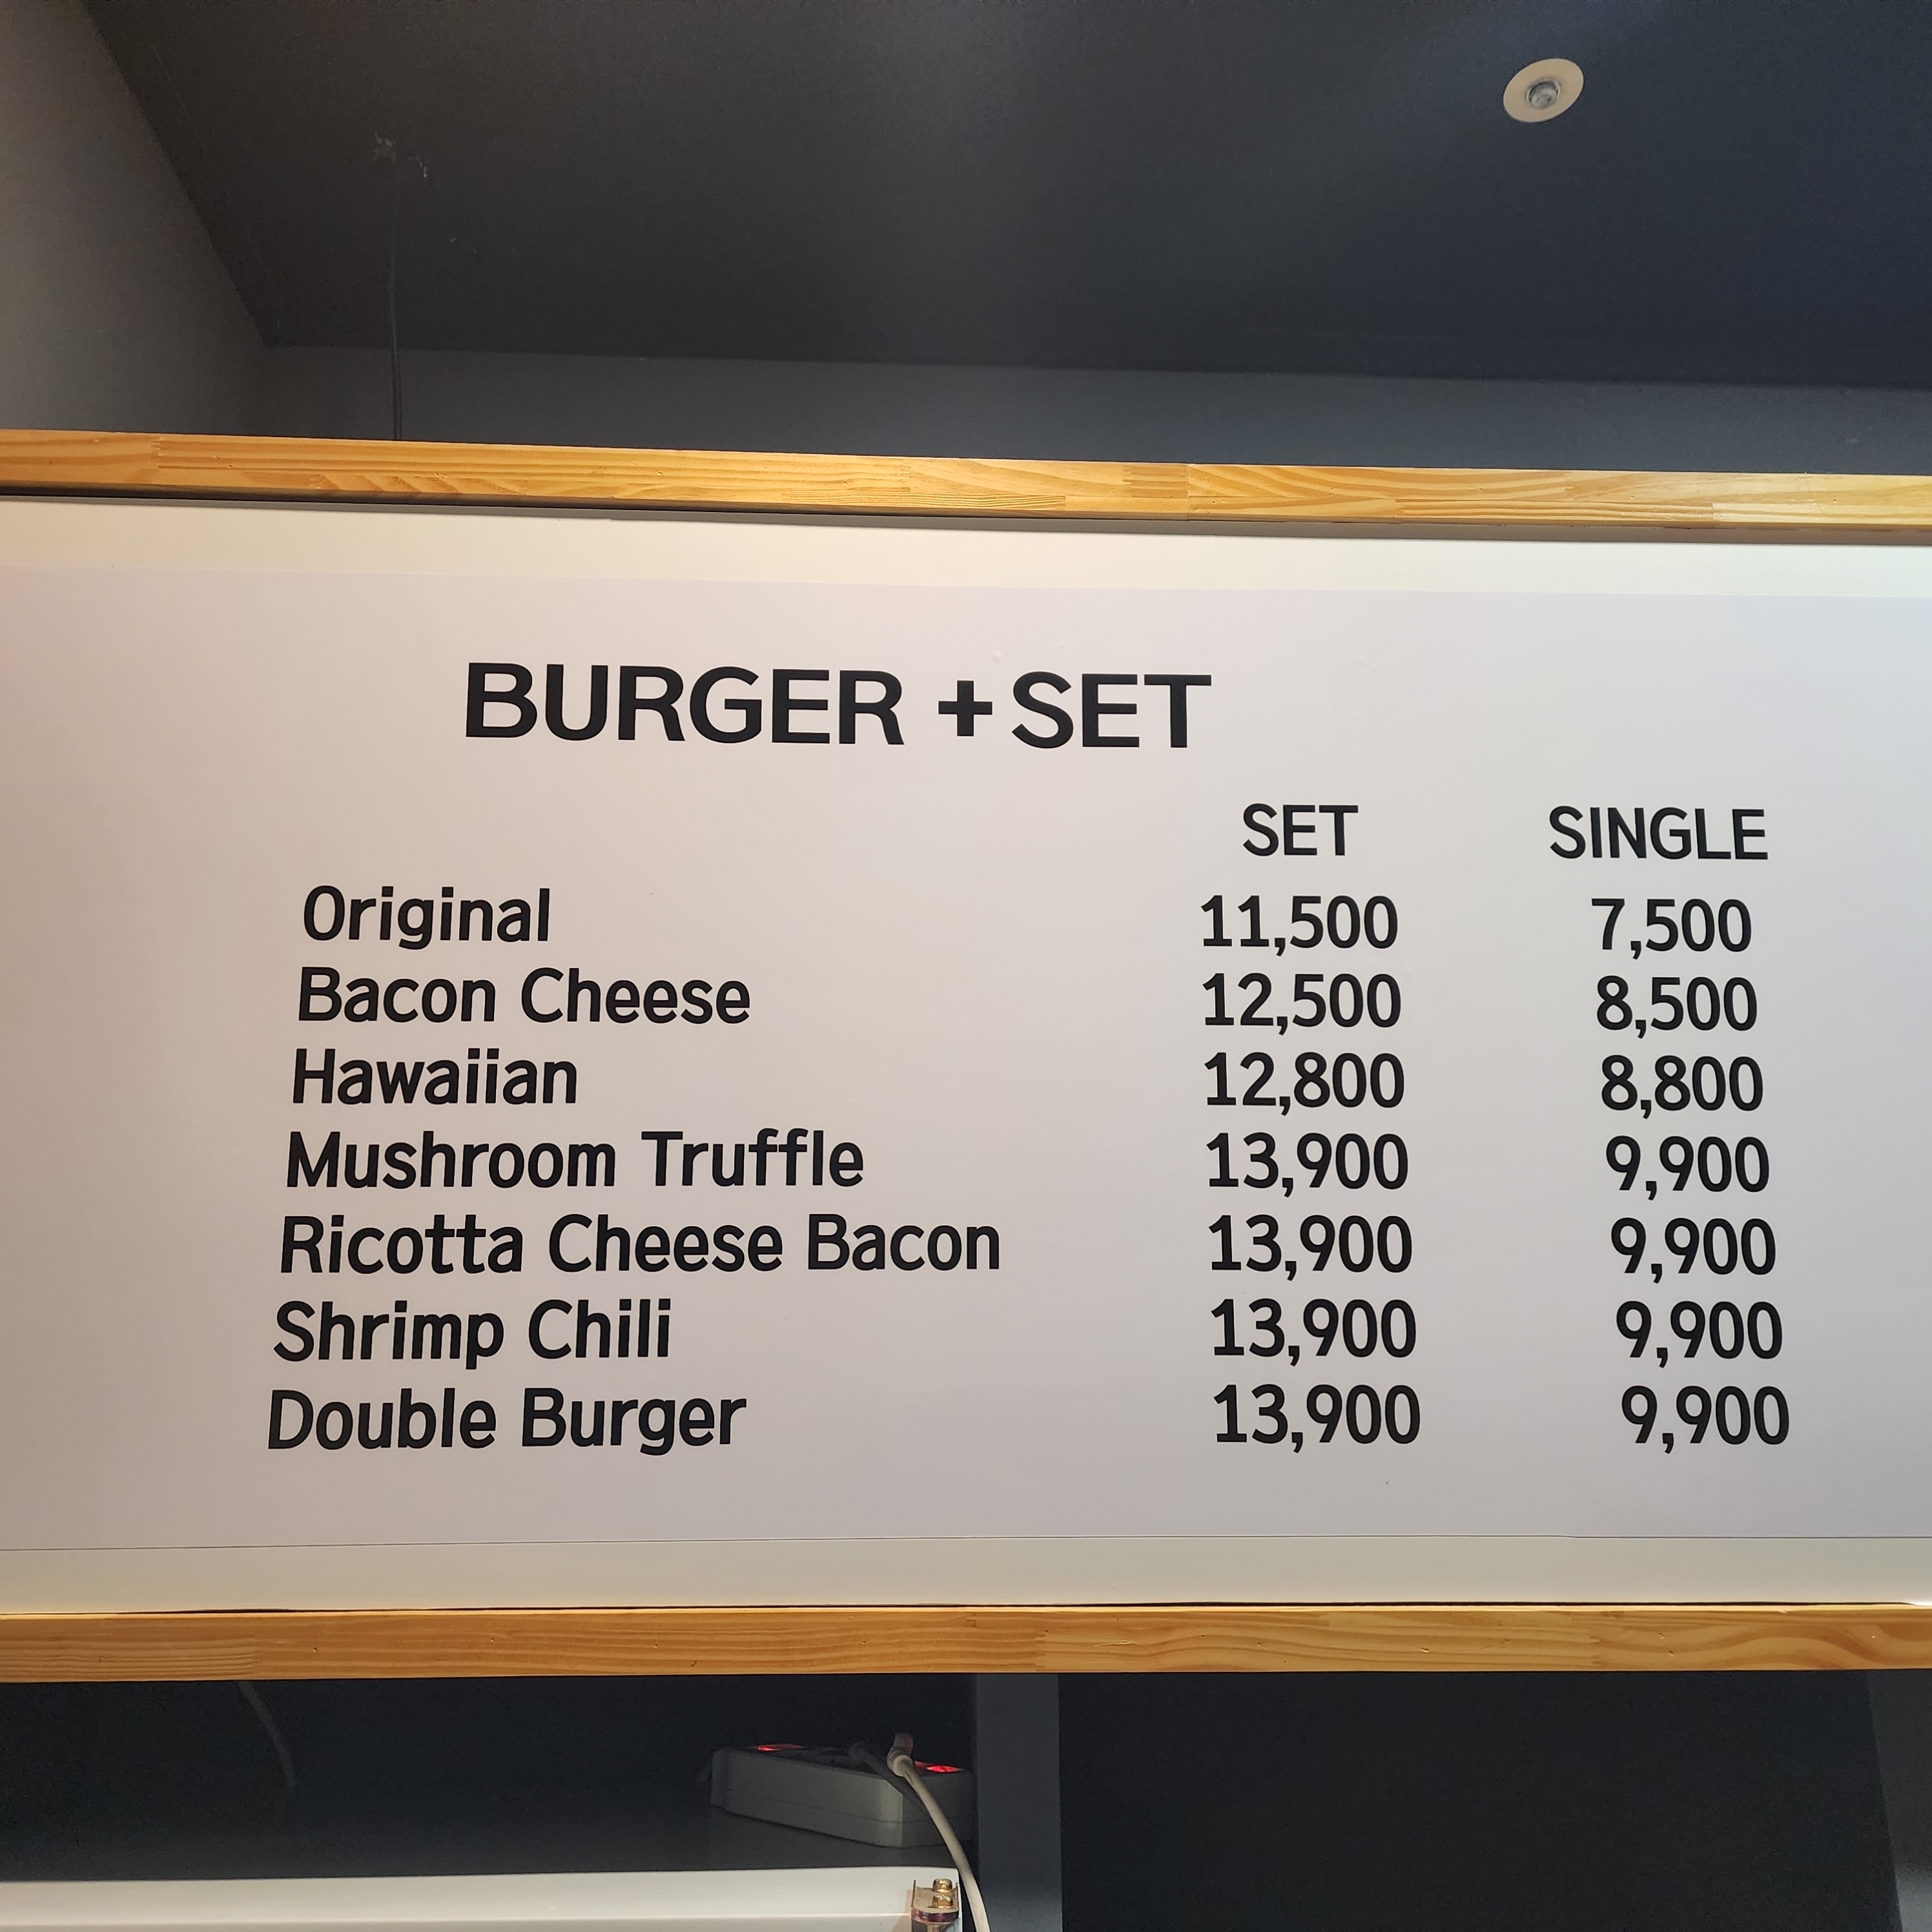 BURGER +SET
SET SINGLE
Original 11,500 7,500
Bacon Cheese 12,500 8,500
Hawaiian 12,800 8,800
Mushroom Truffle 13,900 9,900
Ricotta Cheese Bacon 13,900 9,900
Shrimp Chili 13,900 9,900
Double Burger 13,900 9,900